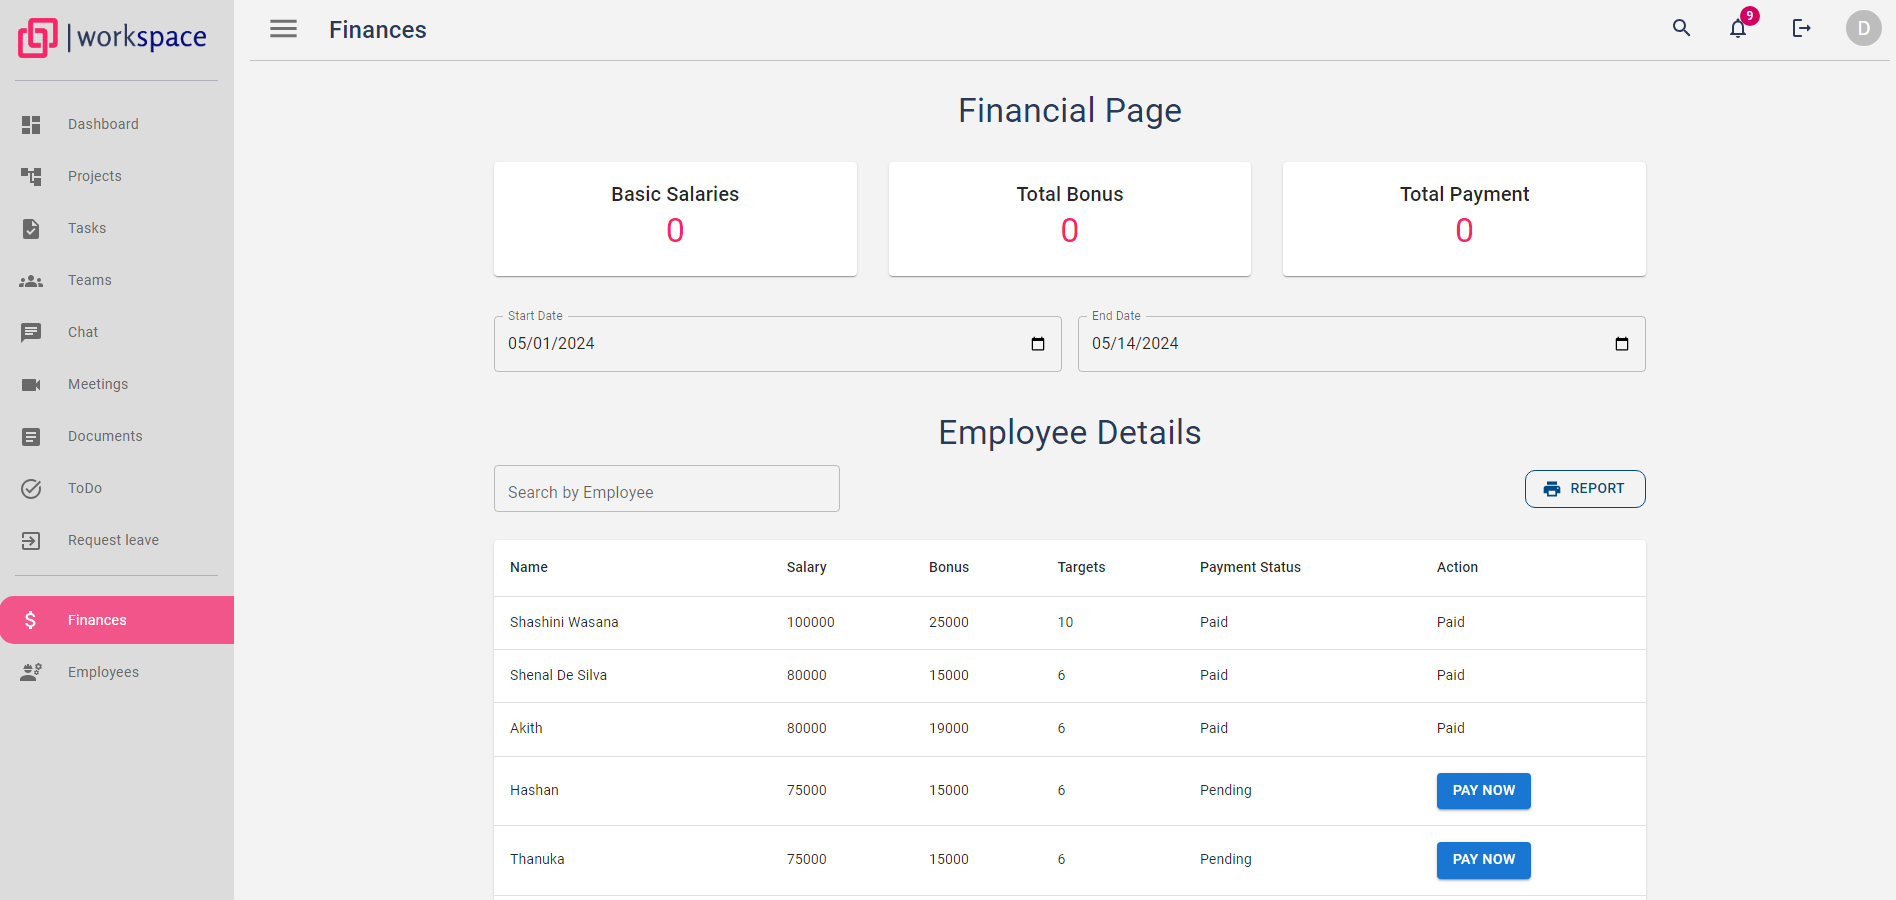 |workspace
Finances
9
D
Dashboard
Projects
Tasks
Teams
Chat
Meetings
Documents
ToDo
Request leave
Finances
Employees
Financial Page
Basic Salaries
0
Total Bonus
0
Total Payment
0
Start Date
05/01/2024
End Date
05/14/2024
Employee Details
Search by Employee
REPORT
Name Salary Bonus Targets Payment Status Action
Shashini Wasana 100000 25000 10 Paid Paid
Shenal De Silva 80000 15000 6 Paid Paid
Akith 80000 19000 6 Paid Paid
Hashan 75000 15000 6 Pending PAY NOW
Thanuka 75000 15000 6 Pending PAY NOW